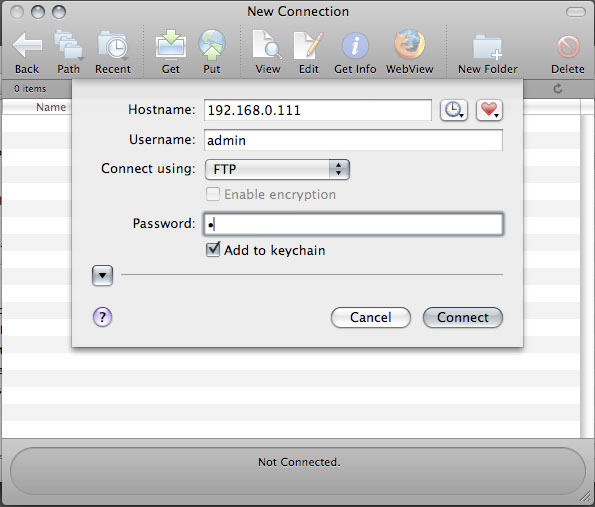 New Connection
Back Path Recent Get Put View Edit Get Info WebView New Folder Delete
0 items
Name
Hostname: 192.168.0.111
Username: admin
Connect using: FTP
Enable encryption
Password: •
Add to keychain
?
Cancel Connect
Not Connected.